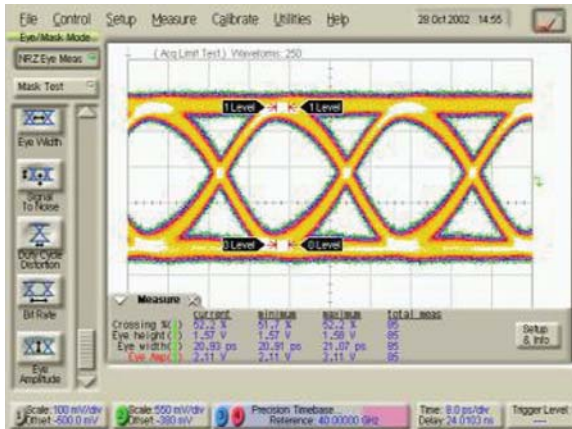 File Control Setup Measure Calibrate Utilities Help 28 Oct 2002 14:55
Eye/Mask Mode
NRZ Eye Meas
( Acq Limit Test ) Waveforms: 250
Mask Test
1 Level 1 Level
Eye Width
Signal
To Noise
Duty Cycle
Distortion
0 Level 0 Level
Bit Rate
Eye
Amplitude
Measure
current minimum maximum total meas
Crossing % 52.2 % 51.7 % 52.2 % 85
Eye height 1.57 V 1.57 V 1.58 V 85
Eye width 20.93 ps 20.91 ps 21.07 ps 85
Eye Amp 2.11 V 2.11 V 2.11 V 85
Setup
& Info
1 Scale: 100 mV/div
Offset: -600.0 mV
2 Scale: 550 mV/div
Offset: -380 mV
3 4 Precision Timebase...
Reference: 40.00000 GHz
Time: 8.0 ps/div
Delay: 24.0103 ns
Trigger Level